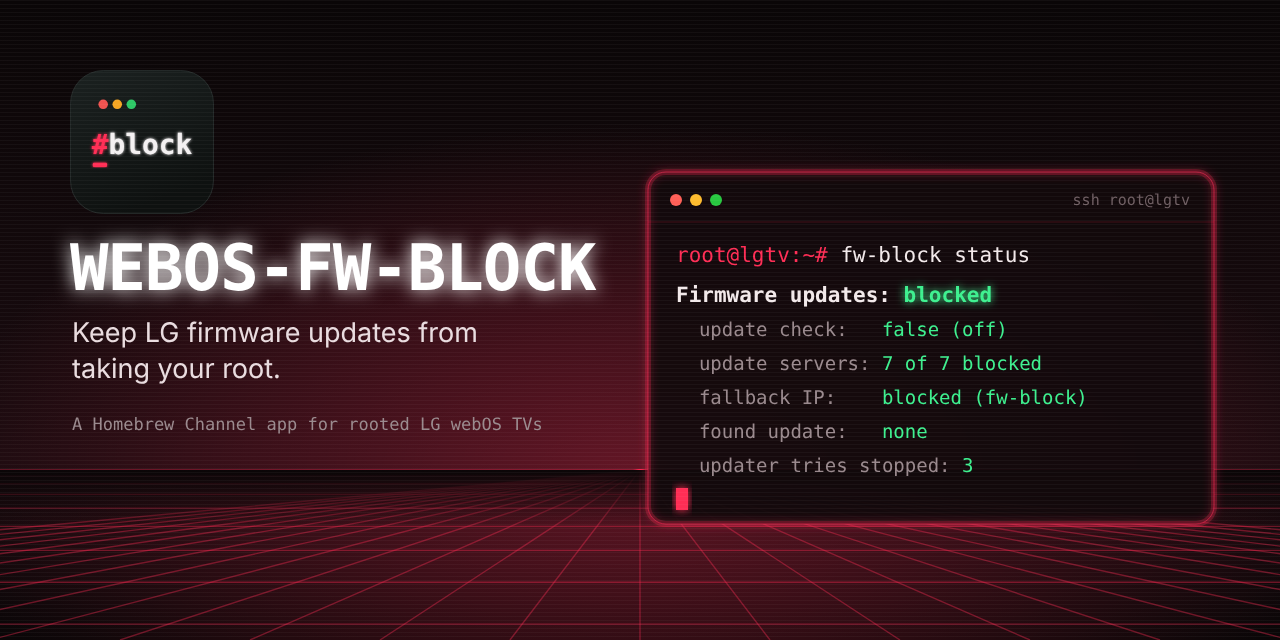 #block
WEBOS-FW-BLOCK
Keep LG firmware updates from
taking your root.
A Homebrew Channel app for rooted LG webOS TVs
ssh root@lgtv
root@lgtv:~# fw-block status
Firmware updates: blocked
update check: false (off)
update servers: 7 of 7 blocked
fallback IP: blocked (fw-block)
found update: none
updater tries stopped: 3